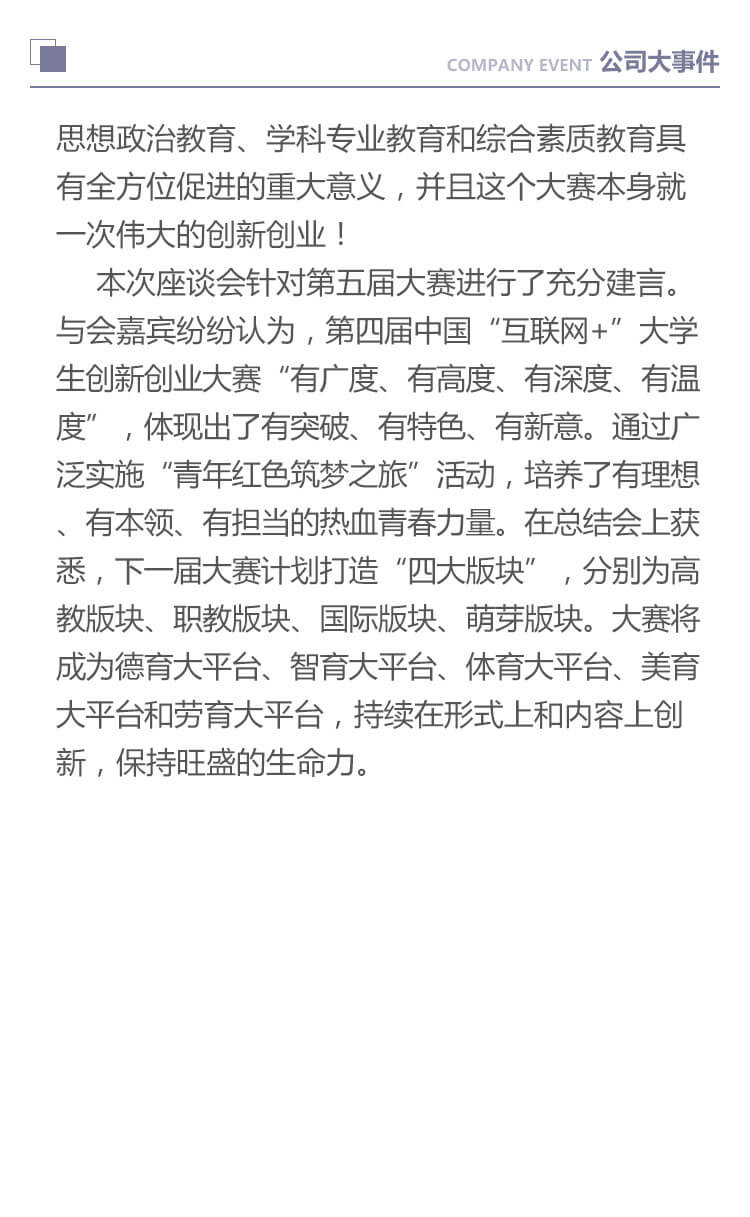 COMPANY EVENT 公司大事件
思想政治教育、学科专业教育和综合素质教育具
有全方位促进的重大意义，并且这个大赛本身就
一次伟大的创新创业！
本次座谈会针对第五届大赛进行了充分建言。
与会嘉宾纷纷认为，第四届中国“互联网+”大学
生创新创业大赛“有广度、有高度、有深度、有温
度”，体现出了有突破、有特色、有新意。通过广
泛实施“青年红色筑梦之旅”活动，培养了有理想
、有本领、有担当的热血青春力量。在总结会上获
悉，下一届大赛计划打造“四大版块”，分别为高
教版块、职教版块、国际版块、萌芽版块。大赛将
成为德育大平台、智育大平台、体育大平台、美育
大平台和劳育大平台，持续在形式上和内容上创
新，保持旺盛的生命力。